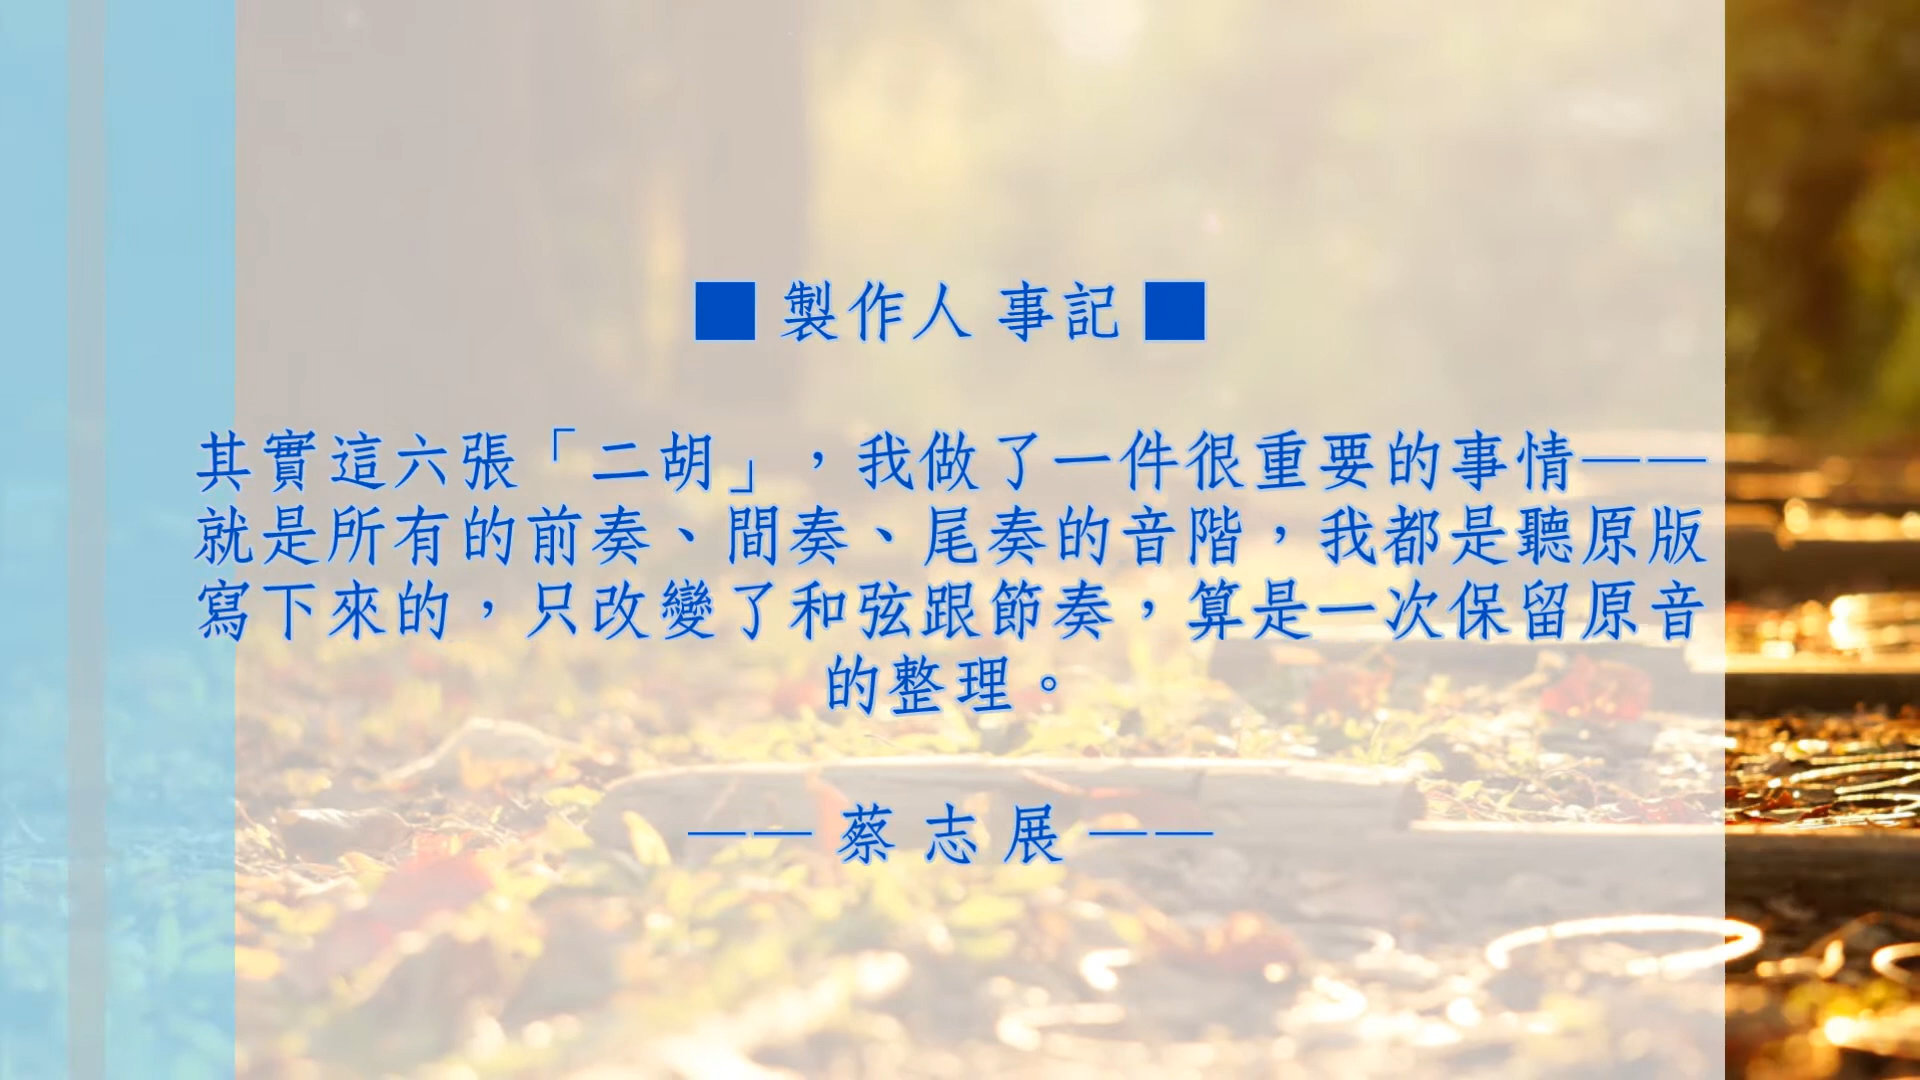 ■ 製作人 事記 ■
其實這六張「二胡」，我做了一件很重要的事情──
就是所有的前奏、間奏、尾奏的音階，我都是聽原版
寫下來的，只改變了和弦跟節奏，算是一次保留原音
的整理。
── 蔡 志 展 ──